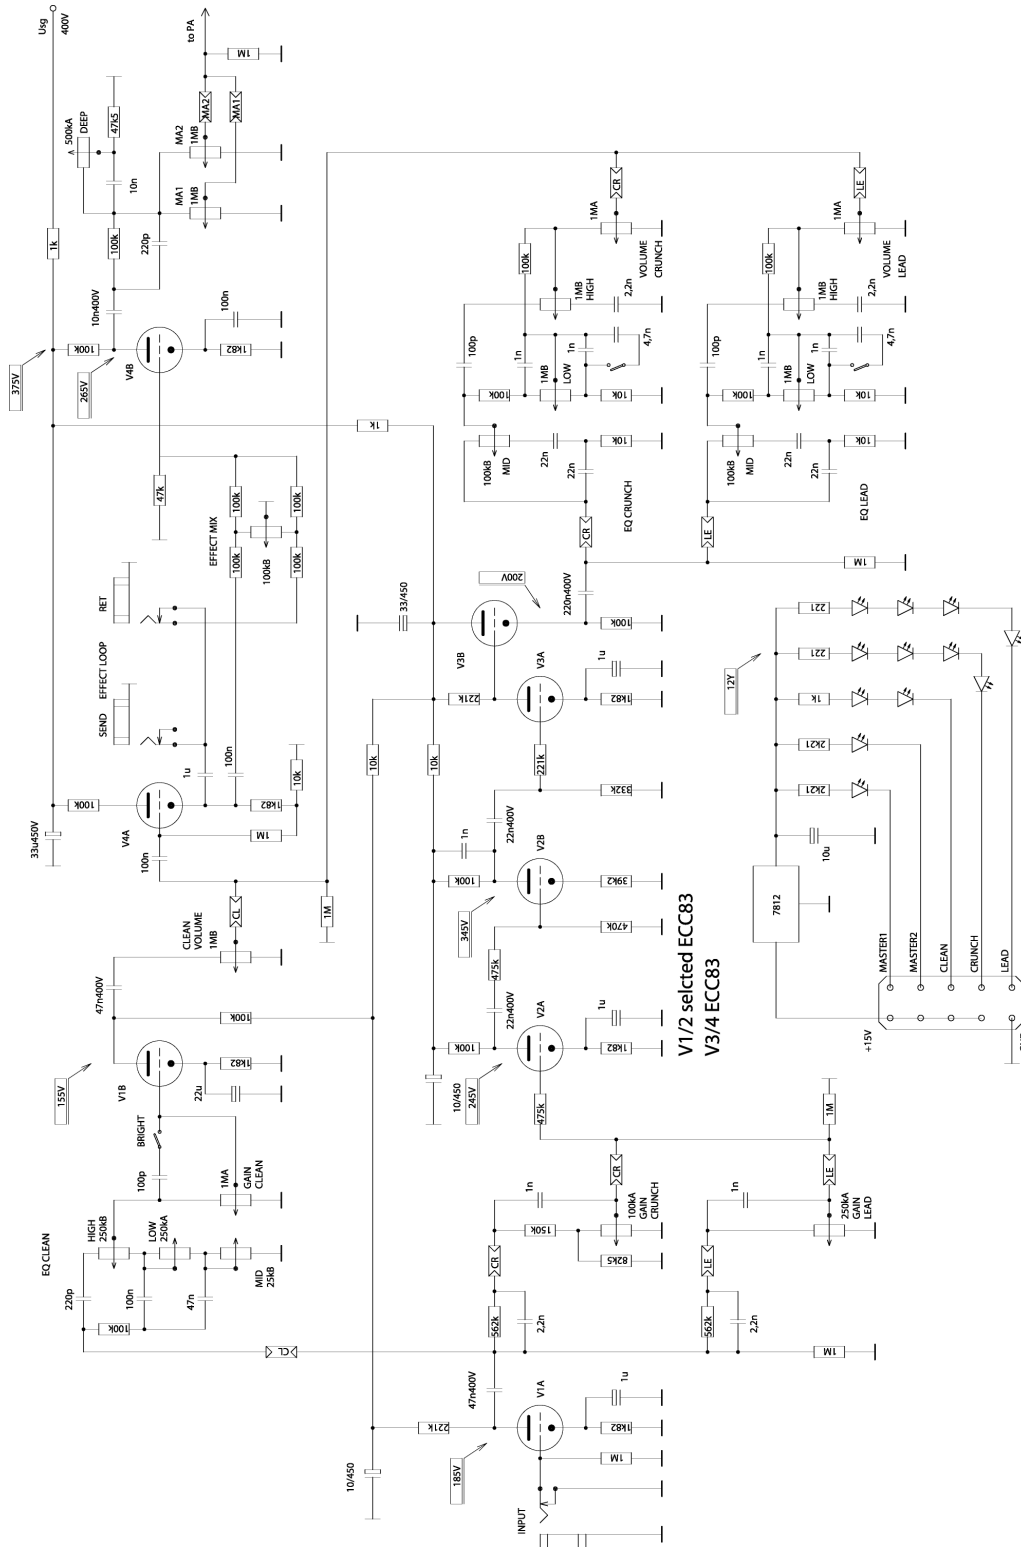 Usg
400V
to PA
1M
500kA
DEEP
47k5
MA2
MA1
MA2
1MB
MA1
1MB
10n
1k
100k
220p
10n400V
100n
375V
265V
100k
V4B
1k82
1k
47k
100k
100k
EFFECT MIX
100k
100k
100kB
RET
EFFECT LOOP
SEND
1u
100n
10k
33u450V
100k
V4A
1k82
1M
100n
1M
CL
CLEAN
VOLUME
1MB
47n400V
100k
155V
V1B
1k82
22u
BRIGHT
100p
1MA
GAIN
CLEAN
EQ CLEAN
HIGH
250kB
LOW
250kA
MID
25kB
220p
100n
47n
100k
CL
CR
LE
1MA
VOLUME
CRUNCH
1MA
VOLUME
LEAD
100k
1MB
HIGH
2,2n
100k
1MB
HIGH
2,2n
100p
1n
1n
4,7n
100p
1n
1n
4,7n
1MB
LOW
1MB
LOW
100k
10k
100k
10k
100kB
MID
22n
22n
10k
100kB
MID
22n
22n
10k
EQ CRUNCH
EQ LEAD
CR
LE
200V
33/450
220n400V
1M
V3B
100k
221k
V3A
1u
1k82
10k
10k
221k
332k
1n
22n400V
100k
V2B
39k2
345V
475k
470k
22n400V
100k
V2A
1u
1k82
10/450
245V
475k
1M
V1/2 selcted ECC83
V3/4 ECC83
12Y
221
221
1k
2k21
2k21
10u
7812
MASTER1
MASTER2
CLEAN
CRUNCH
LEAD
+15V
CR
LE
1n
1n
150k
100kA
GAIN
CRUNCH
82k5
250kA
GAIN
LEAD
CR
LE
562k
2,2n
562k
2,2n
1M
47n400V
221k
V1A
1u
1k82
1M
10/450
185V
INPUT